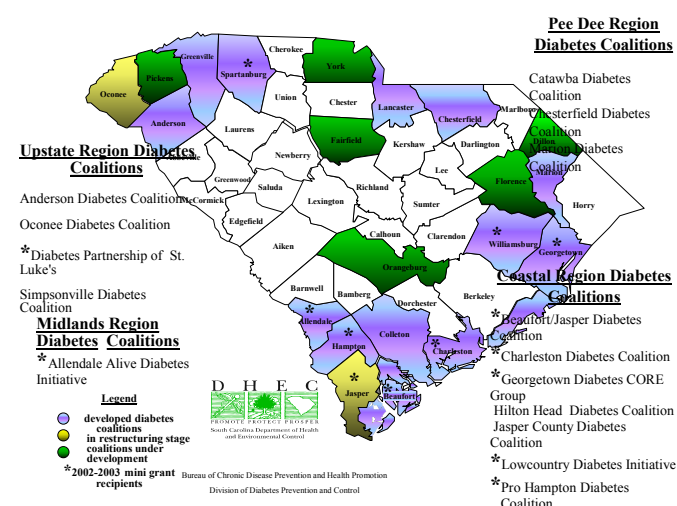 Pee Dee Region
Diabetes Coalitions
Catawba Diabetes
Coalition
Chesterfield Diabetes
Coalition
Marion Diabetes
Coalition
Cherokee
Greenville
Spartanburg
*
York
Pickens
Oconee
Union
Chester
Lancaster
Chesterfield
Marlboro
Anderson
Laurens
Fairfield
Kershaw
Darlington
Dillon
Marion
Upstate Region Diabetes
Coalitions
Newberry
Lee
Florence
Greenwood
Saluda
Richland
McCormick
Lexington
Sumter
Horry
Edgefield
Calhoun
Clarendon
*
Williamsburg
*
Georgetown
Aiken
Orangeburg
Anderson Diabetes Coalition
Oconee Diabetes Coalition
*Diabetes Partnership of St.
Luke's
Simpsonville Diabetes
Coalition
Barnwell
Bamberg
Dorchester
Berkeley
*
Allendale
*
Hampton
Colleton
*
Charleston
*
Jasper
*
Beaufort
Coastal Region Diabetes
Coalitions
*Beaufort/Jasper Diabetes
Coalition
*Charleston Diabetes Coalition
*Georgetown Diabetes CORE
Group
Hilton Head Diabetes Coalition
Jasper County Diabetes
Coalition
*Lowcountry Diabetes Initiative
*Pro Hampton Diabetes
Coalition
Midlands Region
Diabetes Coalitions
*Allendale Alive Diabetes
Initiative
Legend
developed diabetes
coalitions
in restructuring stage
coalitions under
development
*2002-2003 mini grant
recipients
D H E C
PROMOTE PROTECT PROSPER
South Carolina Department of Health
and Environmental Control
Bureau of Chronic Disease Prevention and Health Promotion
Division of Diabetes Prevention and Control